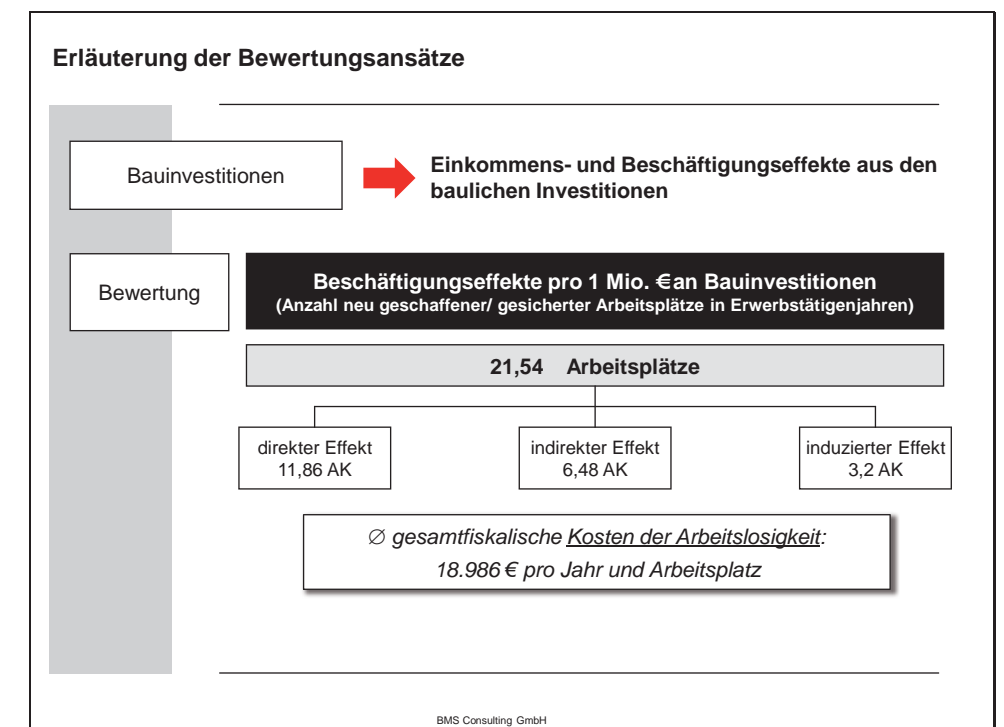 Erläuterung der Bewertungsansätze
Bauinvestitionen
Einkommens- und Beschäftigungseffekte aus den
baulichen Investitionen
Bewertung
Beschäftigungseffekte pro 1 Mio. € an Bauinvestitionen
(Anzahl neu geschaffener/ gesicherter Arbeitsplätze in Erwerbstätigenjahren)
21,54 Arbeitsplätze
direkter Effekt
11,86 AK
indirekter Effekt
6,48 AK
induzierter Effekt
3,2 AK
∅ gesamtfiskalische Kosten der Arbeitslosigkeit:
18.986 € pro Jahr und Arbeitsplatz
BMS Consulting GmbH